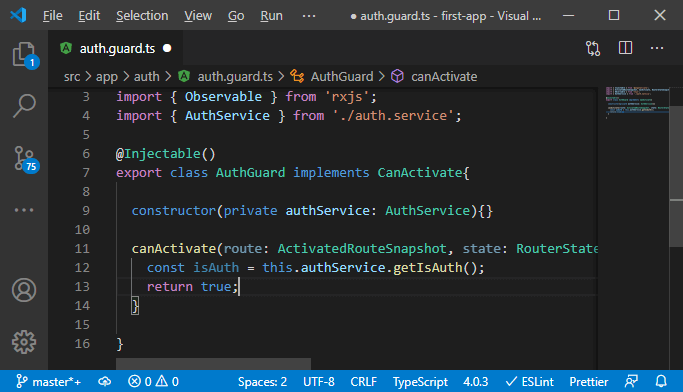 File Edit View Go Run ··· ● auth.guard.ts - first-app - Visual ...
auth.guard.ts ●
src > app > auth > auth.guard.ts > AuthGuard > canActivate
3 import { Observable } from 'rxjs';
4 import { AuthService } from './auth.service';
5
6 @Injectable()
7 export class AuthGuard implements CanActivate{
8
9 constructor(private authService: AuthService){}
10
11 canActivate(route: ActivatedRouteSnapshot, state: RouterState
12 const isAuth = this.authService.getIsAuth();
13 return true;
14 }
15
16 }
1
75
master*+ 0 0 Spaces: 2 UTF-8 CRLF TypeScript 4.0.3 ESLint Prettier